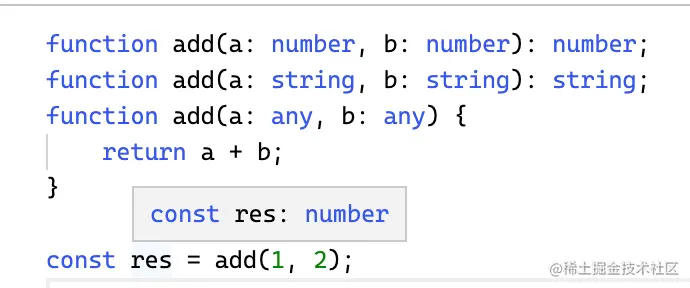 function add(a: number, b: number): number;
function add(a: string, b: string): string;
function add(a: any, b: any) {
    return a + b;
}
const res: number
const res = add(1, 2);
@稀土掘金技术社区